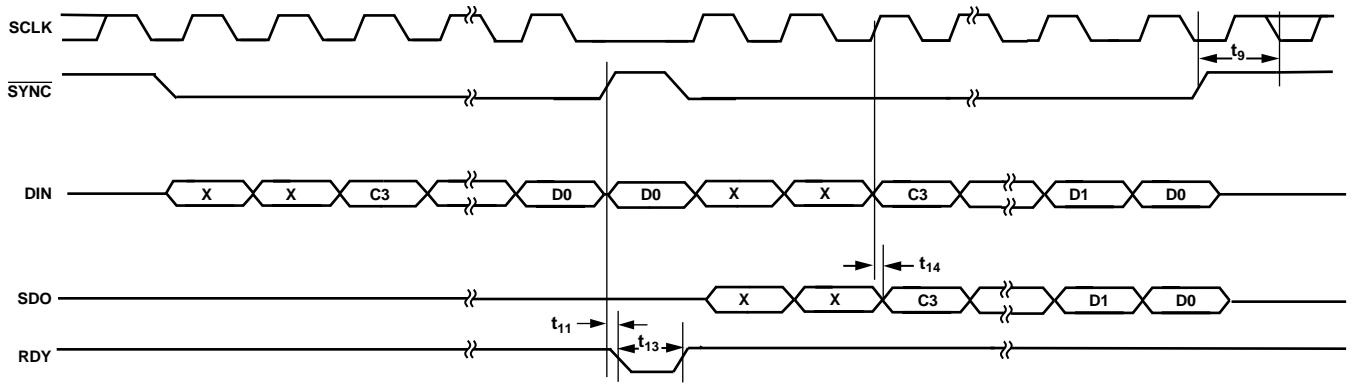 SCLK
t9
SYNC
DIN X X C3 D0 D0 X X C3 D1 D0
t14
SDO X X C3 D1 D0
t11
t13
RDY